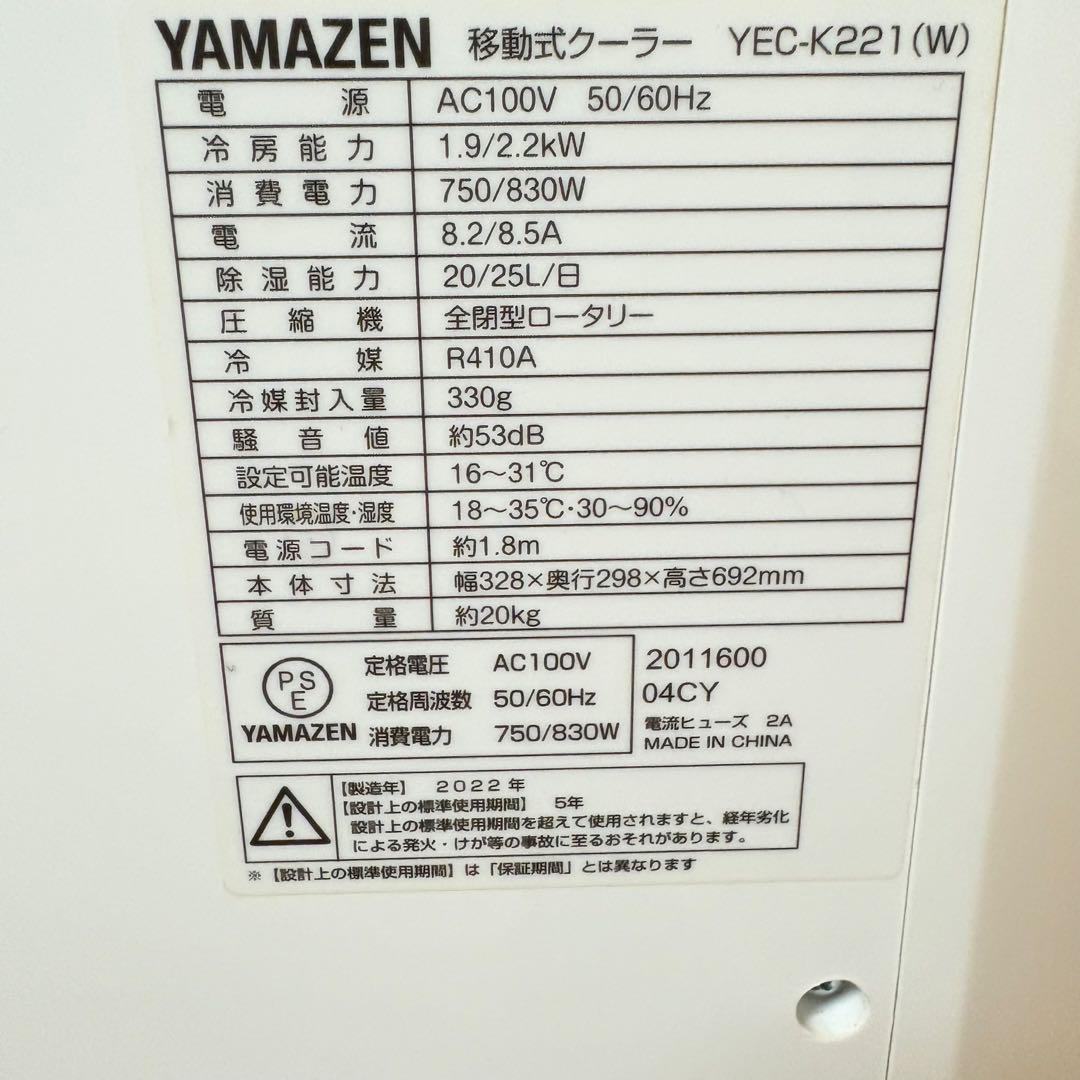 YAMAZEN 移動式クーラー YEC-K221(W)
電源 AC100V 50/60Hz
冷房能力 1.9/2.2kW
消費電力 750/830W
電流 8.2/8.5A
除湿能力 20/25L/日
圧縮機 全閉型ロータリー
冷媒 R410A
冷媒封入量 330g
騒音値 約53dB
設定可能温度 16～31℃
使用環境温度・湿度 18～35℃・30～90%
電源コード 約1.8m
本体寸法 幅328×奥行298×高さ692mm
質量 約20kg
PSE
YAMAZEN
定格電圧 AC100V
定格周波数 50/60Hz
消費電力 750/830W
2011600
04CY
電流ヒューズ 2A
MADE IN CHINA
【製造年】 2022年
【設計上の標準使用期間】 5年
設計上の標準使用期間を超えて使用されますと、経年劣化
による発火・けが等の事故に至るおそれがあります。
※【設計上の標準使用期間】は「保証期間」とは異なります